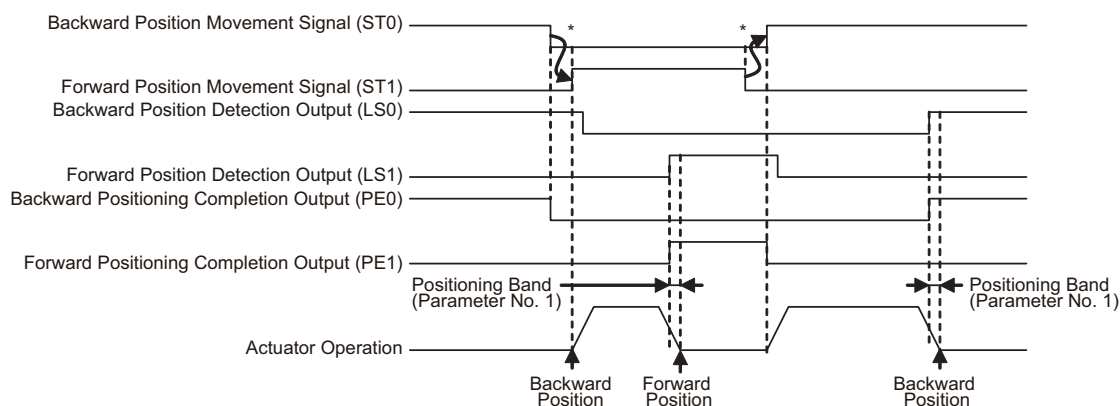 Backward Position Movement Signal (ST0)
*
*
Forward Position Movement Signal (ST1)
Backward Position Detection Output (LS0)
Forward Position Detection Output (LS1)
Backward Positioning Completion Output (PE0)
Forward Positioning Completion Output (PE1)
Positioning Band
(Parameter No. 1)
Positioning Band
(Parameter No. 1)
Actuator Operation
Backward
Position
Forward
Position
Backward
Position